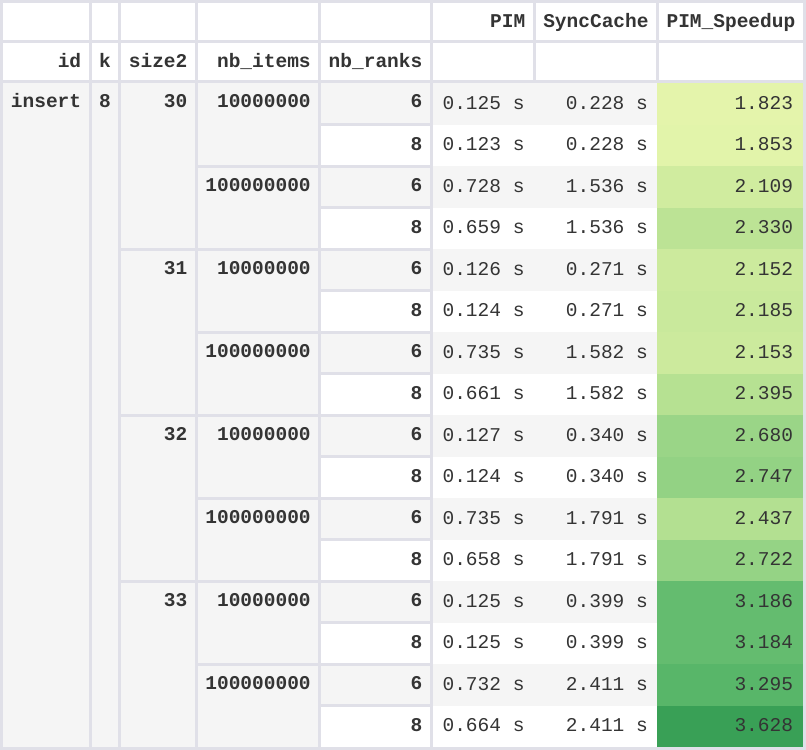 PIM SyncCache PIM_Speedup
id k size2 nb_items nb_ranks
insert 8 30 10000000 6 0.125 s 0.228 s 1.823
8 0.123 s 0.228 s 1.853
100000000 6 0.728 s 1.536 s 2.109
8 0.659 s 1.536 s 2.330
31 10000000 6 0.126 s 0.271 s 2.152
8 0.124 s 0.271 s 2.185
100000000 6 0.735 s 1.582 s 2.153
8 0.661 s 1.582 s 2.395
32 10000000 6 0.127 s 0.340 s 2.680
8 0.124 s 0.340 s 2.747
100000000 6 0.735 s 1.791 s 2.437
8 0.658 s 1.791 s 2.722
33 10000000 6 0.125 s 0.399 s 3.186
8 0.125 s 0.399 s 3.184
100000000 6 0.732 s 2.411 s 3.295
8 0.664 s 2.411 s 3.628